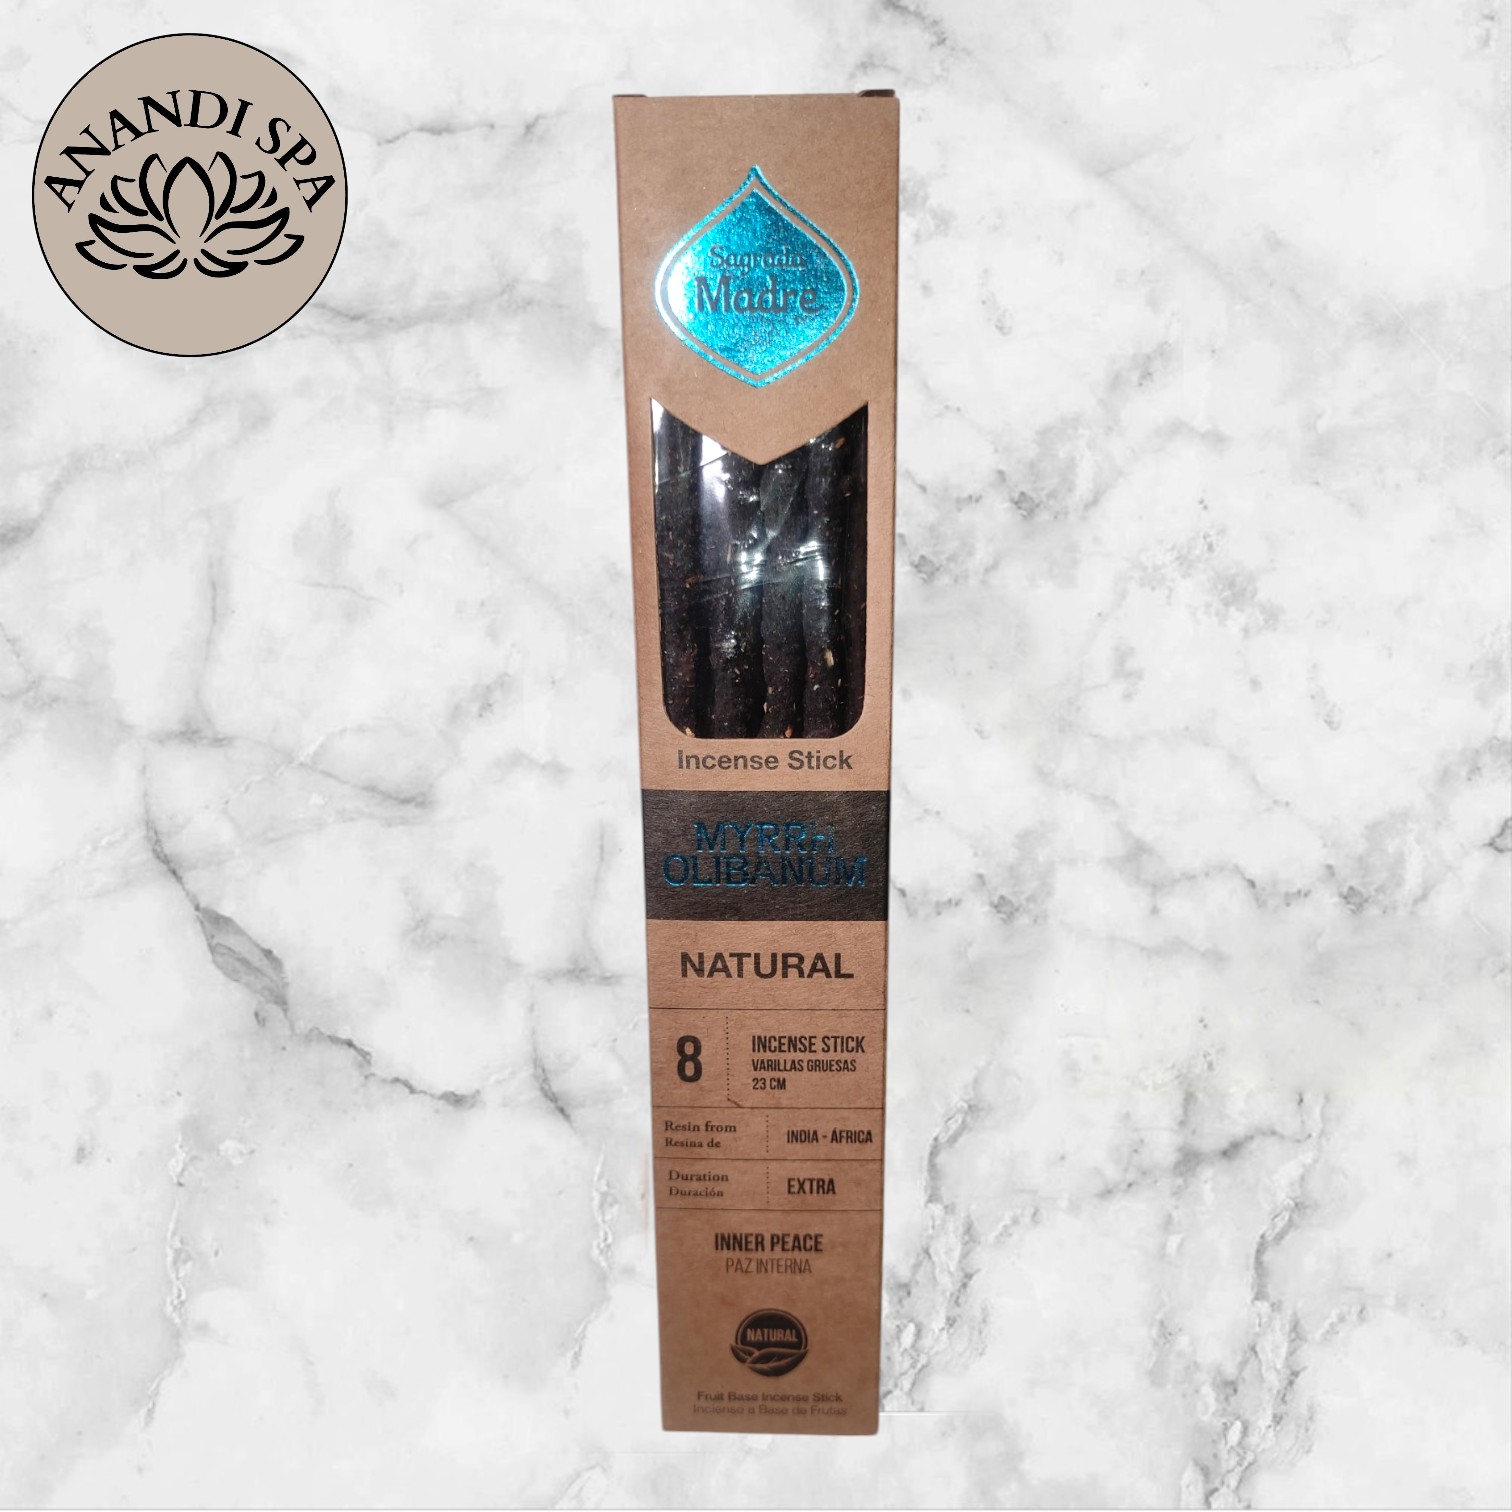 ANANDI SPA
Sagrada
Madre
Incense Stick
MYRRH
OLIBANUM
NATURAL
8
INCENSE STICK
VARILLAS GRUESAS
23 CM
Resin from
Resina de
INDIA - ÁFRICA
Duration
Duración
EXTRA
INNER PEACE
PAZ INTERNA
NATURAL
Fruit Base Incense Stick
Incienso a Base de Frutas